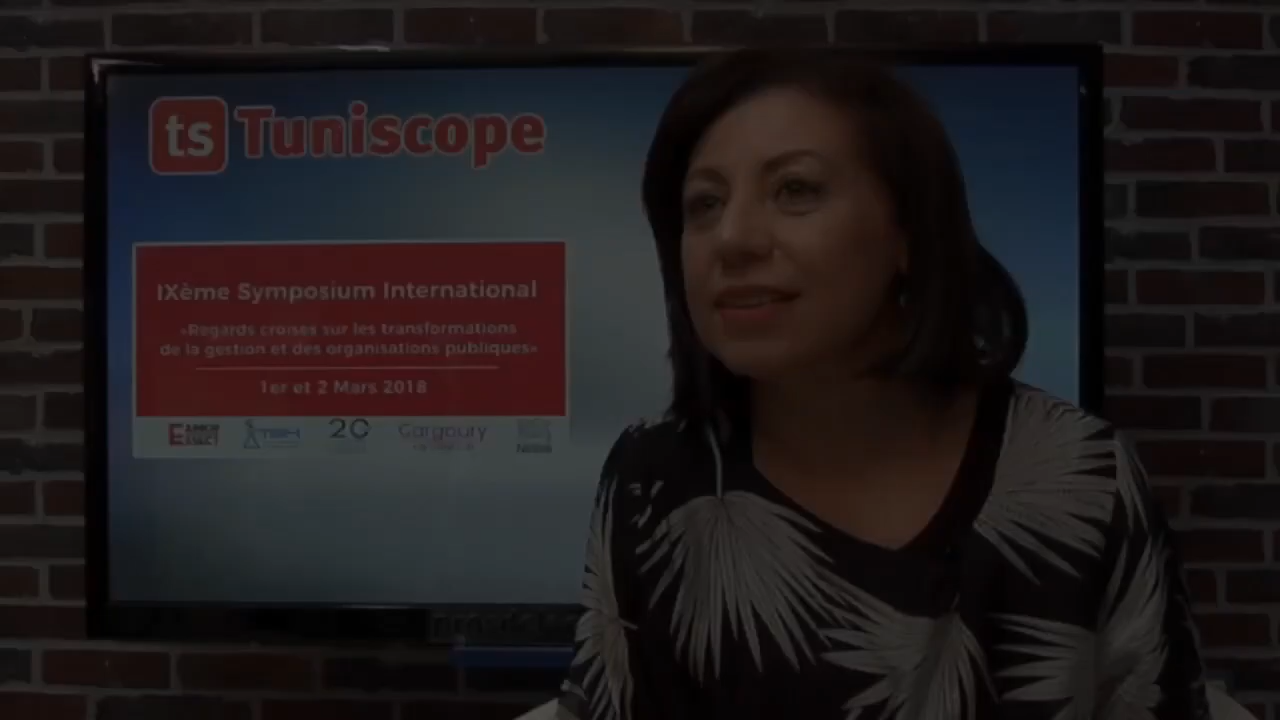 ts Tuniscope
IXème Symposium International
«Regards croisés sur les transformations
de la gestion et des organisations publiques»
1er et 2 Mars 2018
20 Gargoury